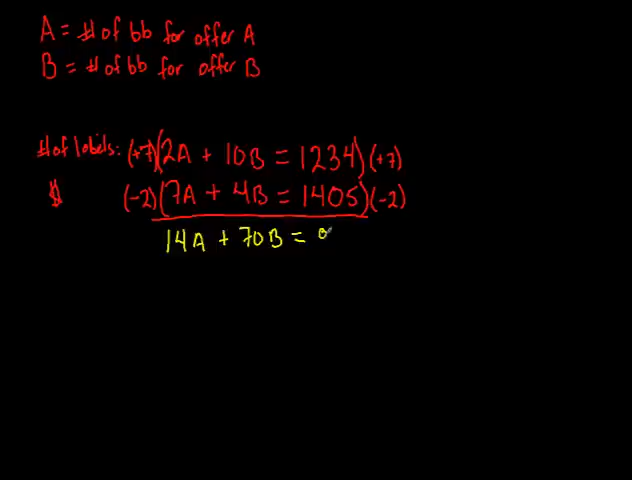 A = # of bb for offer A
B = # of bb for offer B
# of labels: (+7)(2A + 10B = 1234)(+7)
$ (-2)(7A + 4B = 1405)(-2)
14A + 70B =